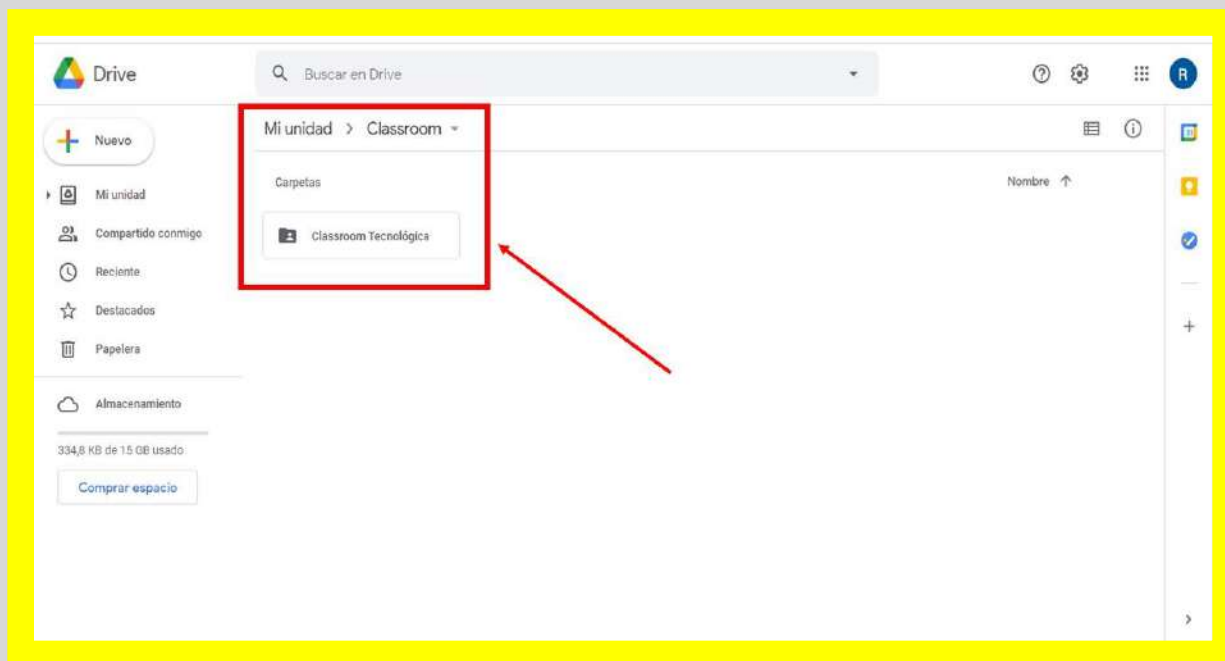 Drive
Buscar en Drive
R
Nuevo
Mi unidad > Classroom
Carpetas
Nombre
Classroom Tecnológica
Mi unidad
Compartido conmigo
Reciente
Destacados
Papelera
Almacenamiento
334,8 KB de 15 GB usado
Comprar espacio